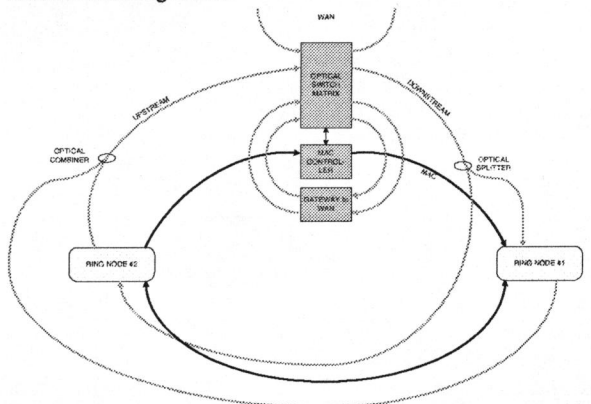 WAN
OPTICAL
SWITCH
MATRIX
UPSTREAM
DOWNSTREAM
OPTICAL
COMBINER
MAC
CONTROL-
LER
OPTICAL
SPLITTER
MAC
GATEWAY to
WAN
RING NODE #2
RING NODE #1